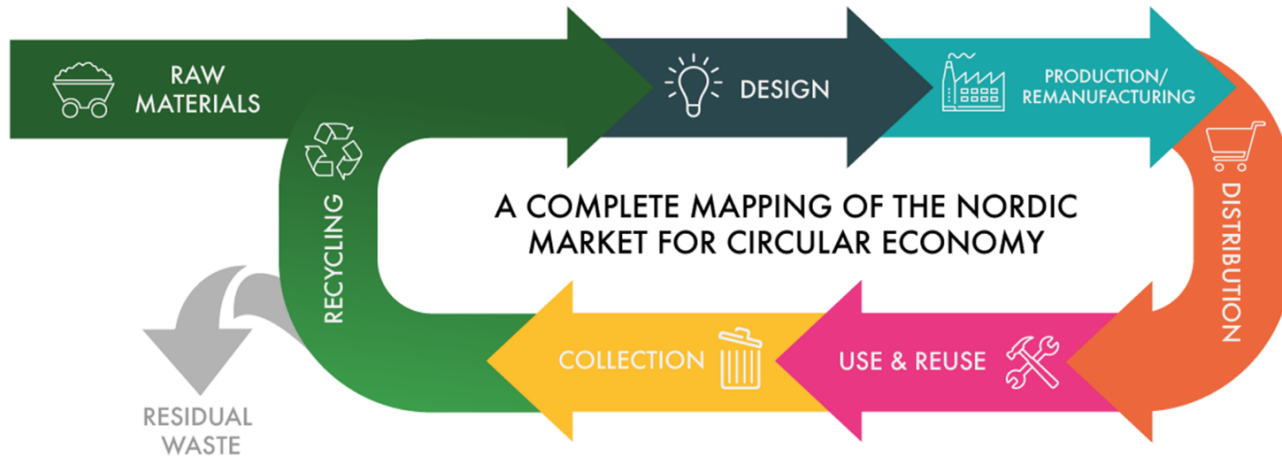 RAW
MATERIALS
DESIGN
PRODUCTION/
REMANUFACTURING
DISTRIBUTION
A COMPLETE MAPPING OF THE NORDIC
MARKET FOR CIRCULAR ECONOMY
USE & REUSE
COLLECTION
RECYCLING
RESIDUAL
WASTE